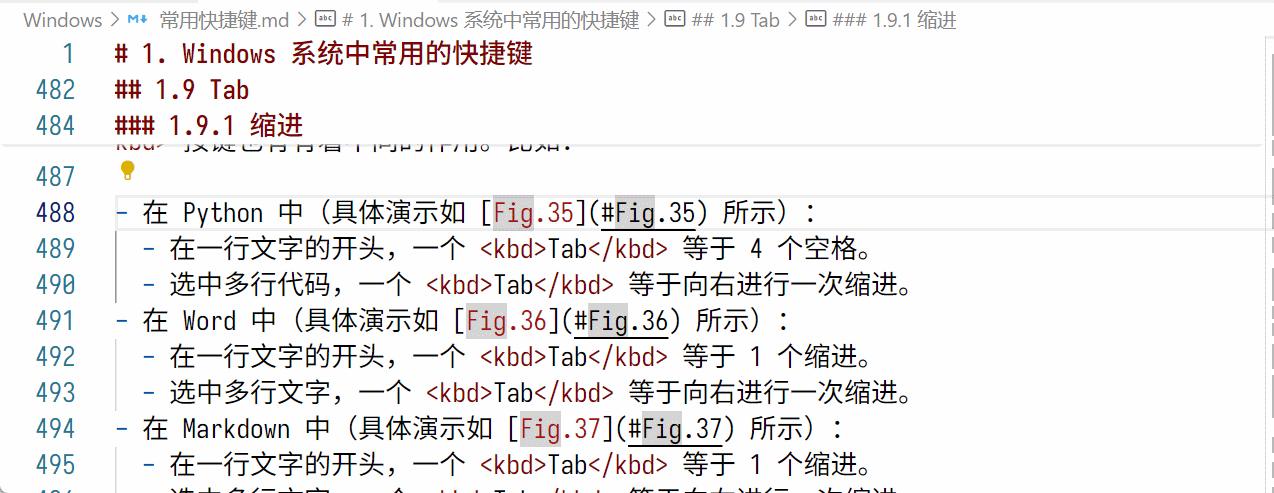 Windows > 常用快捷键.md > # 1. Windows 系统中常用的快捷键 > ## 1.9 Tab > ### 1.9.1 缩进
1 # 1. Windows 系统中常用的快捷键
482 ## 1.9 Tab
484 ### 1.9.1 缩进
487
488 - 在 Python 中（具体演示如 [Fig.35](#Fig.35) 所示）：
489 - 在一行文字的开头，一个 <kbd>Tab</kbd> 等于 4 个空格。
490 - 选中多行代码，一个 <kbd>Tab</kbd> 等于向右进行一次缩进。
491 - 在 Word 中（具体演示如 [Fig.36](#Fig.36) 所示）：
492 - 在一行文字的开头，一个 <kbd>Tab</kbd> 等于 1 个缩进。
493 - 选中多行文字，一个 <kbd>Tab</kbd> 等于向右进行一次缩进。
494 - 在 Markdown 中（具体演示如 [Fig.37](#Fig.37) 所示）：
495 - 在一行文字的开头，一个 <kbd>Tab</kbd> 等于 1 个缩进。